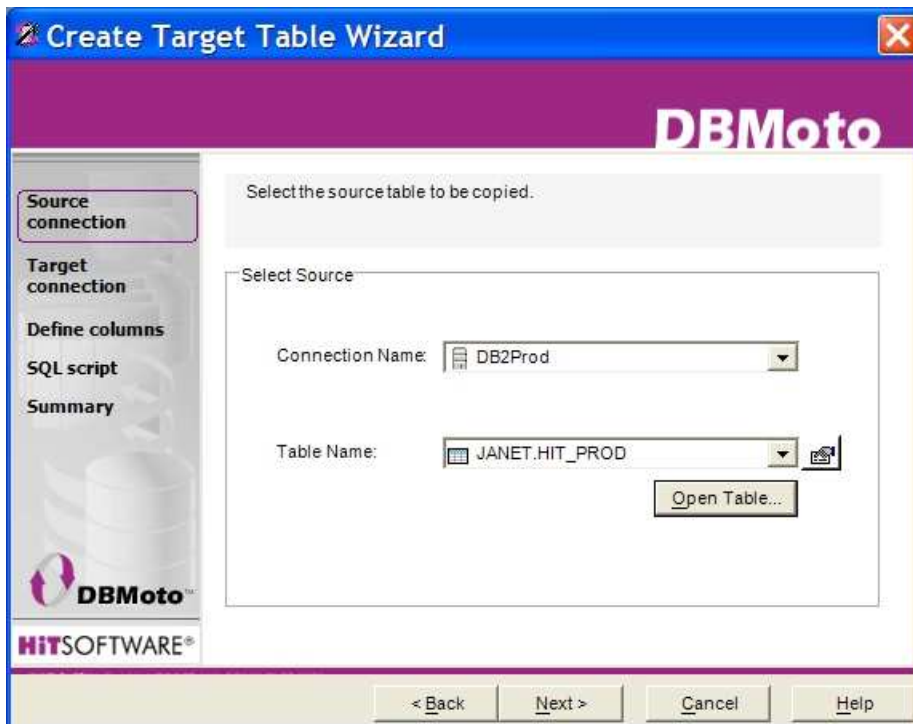 Create Target Table Wizard
DBMoto
Source
connection
Target
connection
Define columns
SQL script
Summary
Select the source table to be copied.
Select Source
Connection Name: DB2Prod
Table Name: JANET.HIT_PROD
Open Table...
DBMoto™
HiTSOFTWARE®
< Back Next > Cancel Help